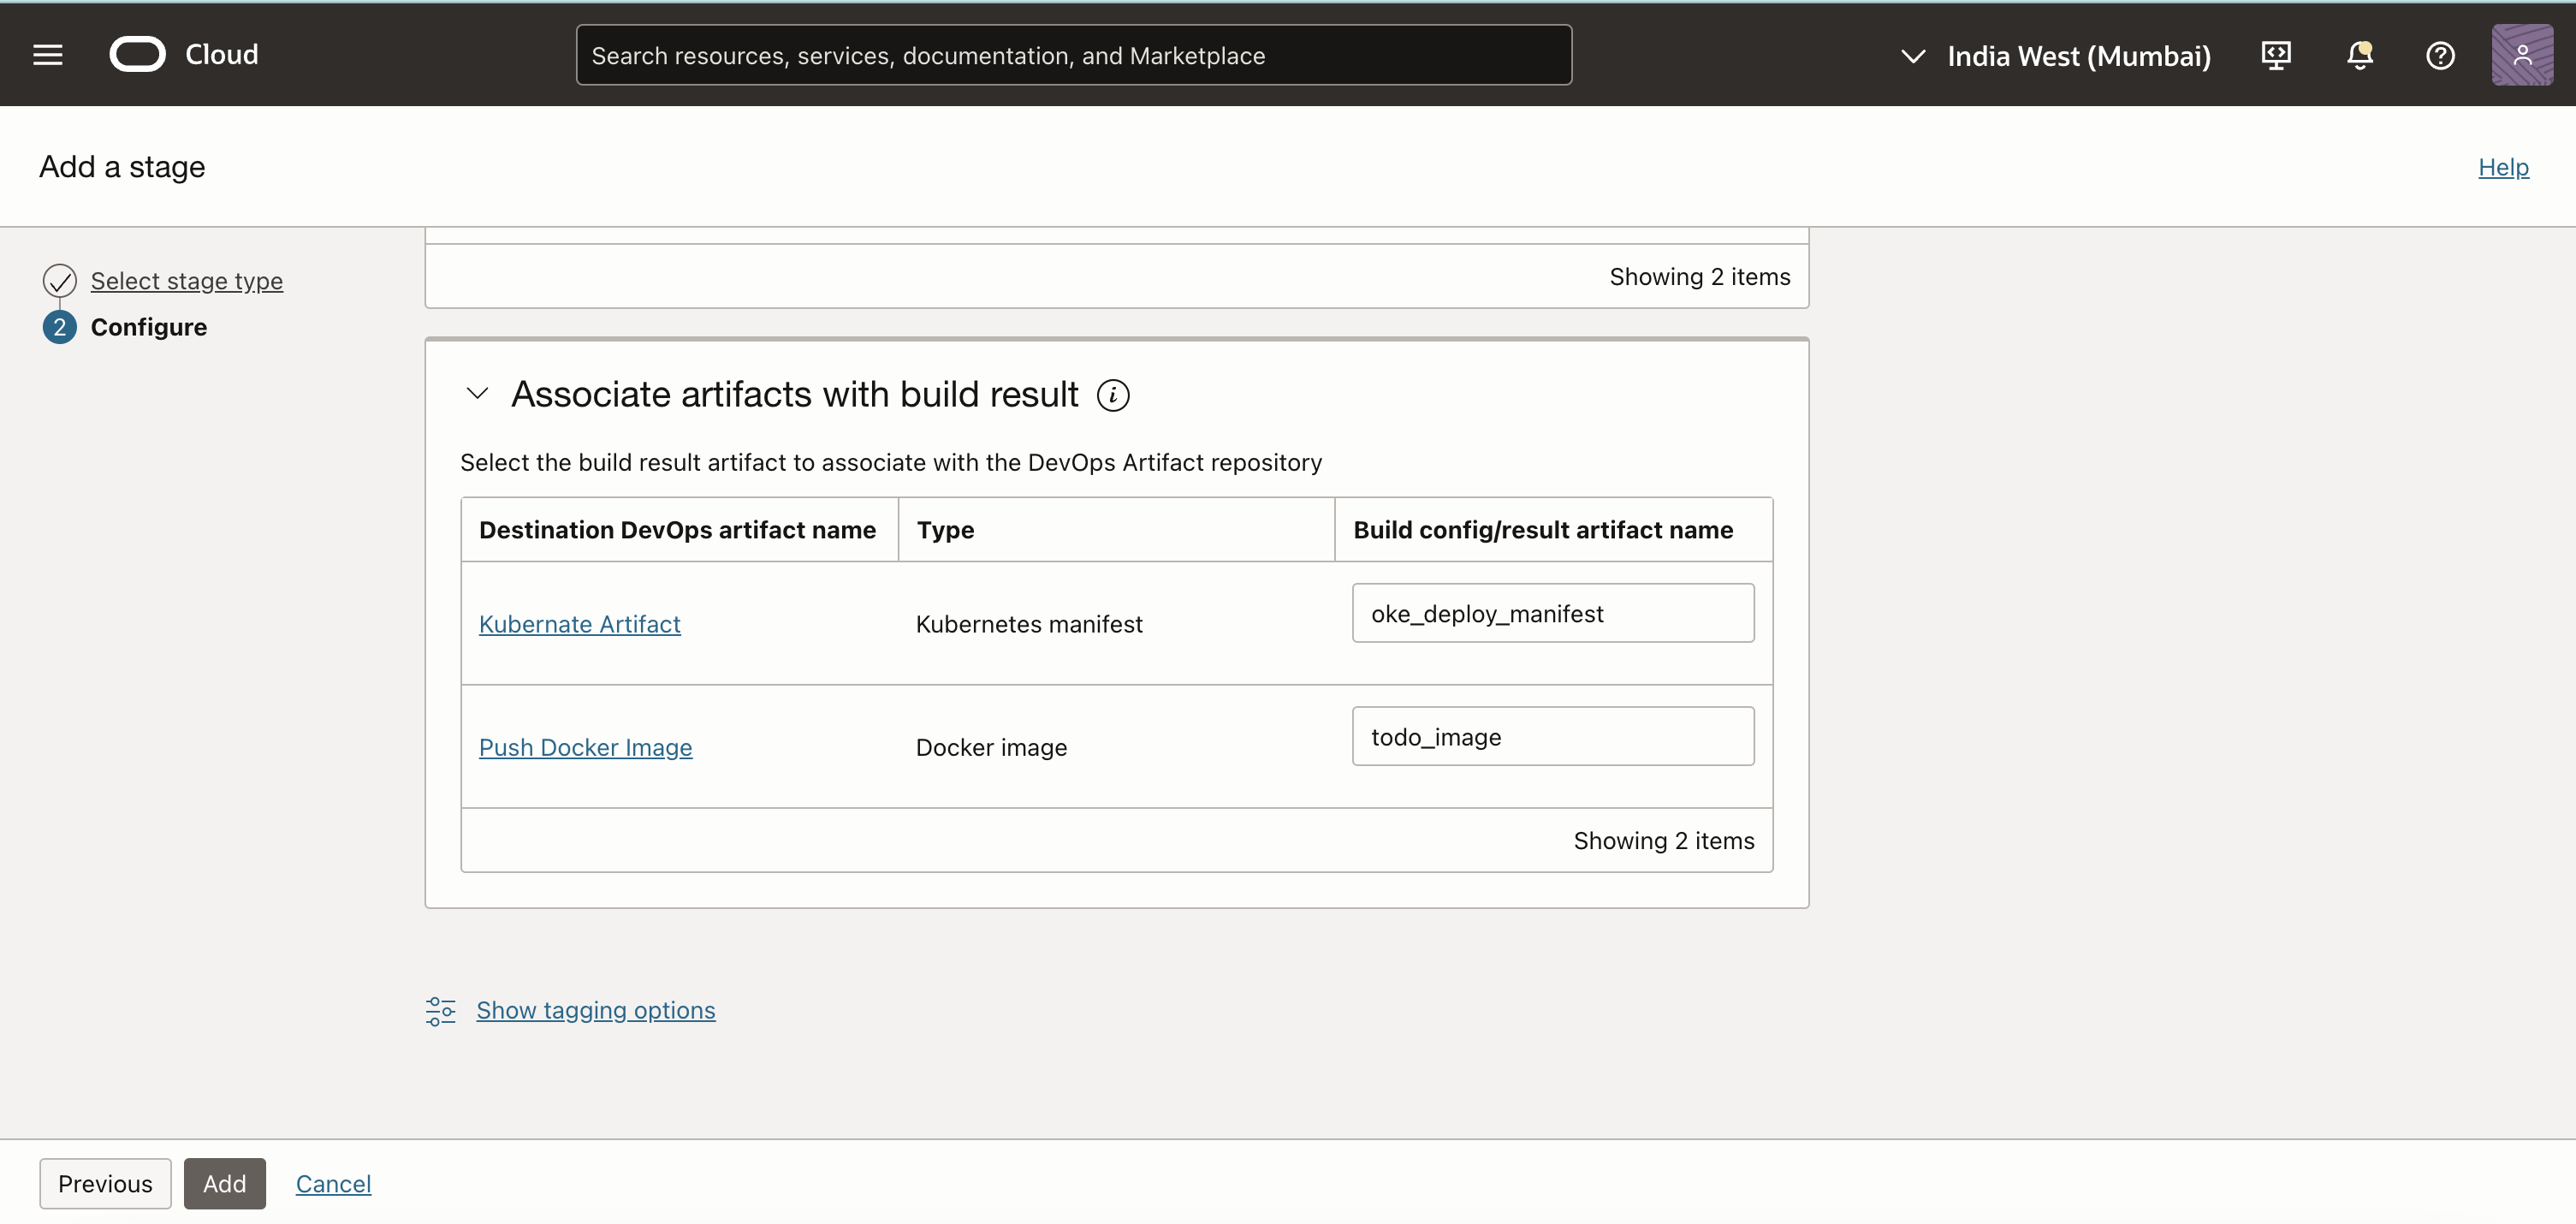 Cloud
Search resources, services, documentation, and Marketplace
India West (Mumbai)
Add a stage
Help
Select stage type
2 Configure
Showing 2 items
Associate artifacts with build result i
Select the build result artifact to associate with the DevOps Artifact repository
Destination DevOps artifact name Type Build config/result artifact name
Kubernate Artifact Kubernetes manifest oke_deploy_manifest
Push Docker Image Docker image todo_image
Showing 2 items
Show tagging options
Previous Add Cancel